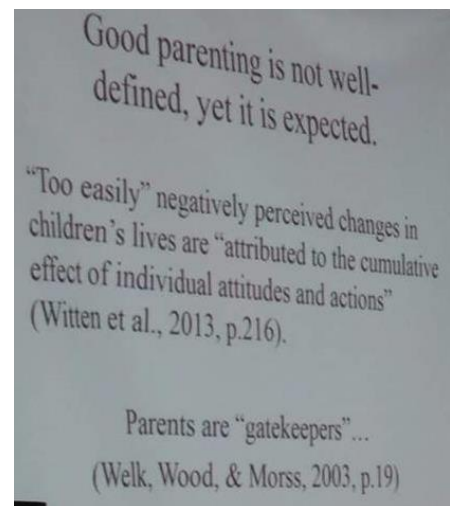 Good parenting is not well-
defined, yet it is expected.
“Too easily” negatively perceived changes in
children’s lives are “attributed to the cumulative
effect of individual attitudes and actions”
(Witten et al., 2013, p.216).
Parents are “gatekeepers”...
(Welk, Wood, & Morss, 2003, p.19)